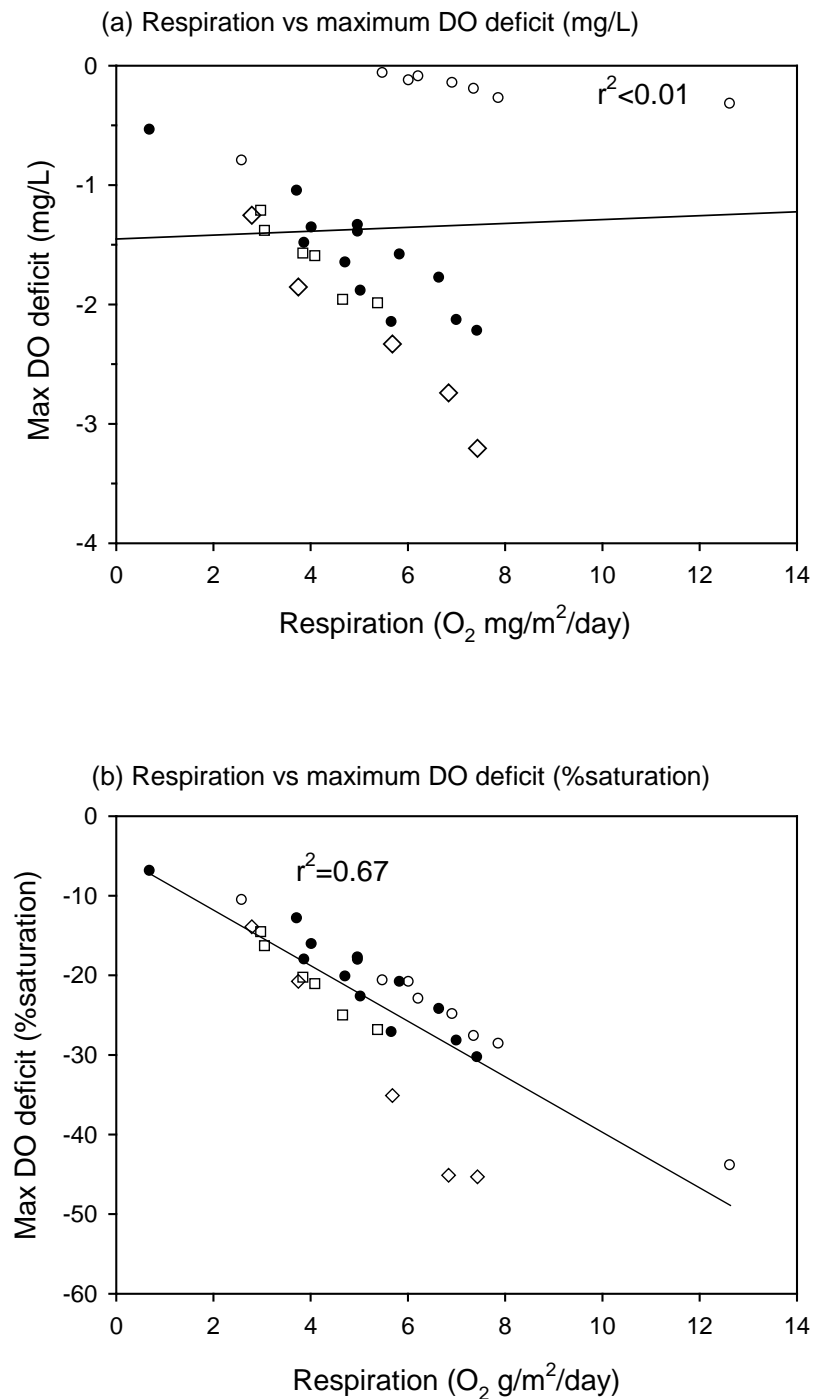 (a) Respiration vs maximum DO deficit (mg/L)
0
r²<0.01
-1
-2
-3
-4
Max DO deficit (mg/L)
0 2 4 6 8 10 12 14
Respiration (O₂ mg/m²/day)
(b) Respiration vs maximum DO deficit (%saturation)
0
r²=0.67
-10
-20
-30
-40
-50
-60
Max DO deficit (%saturation)
0 2 4 6 8 10 12 14
Respiration (O₂ g/m²/day)